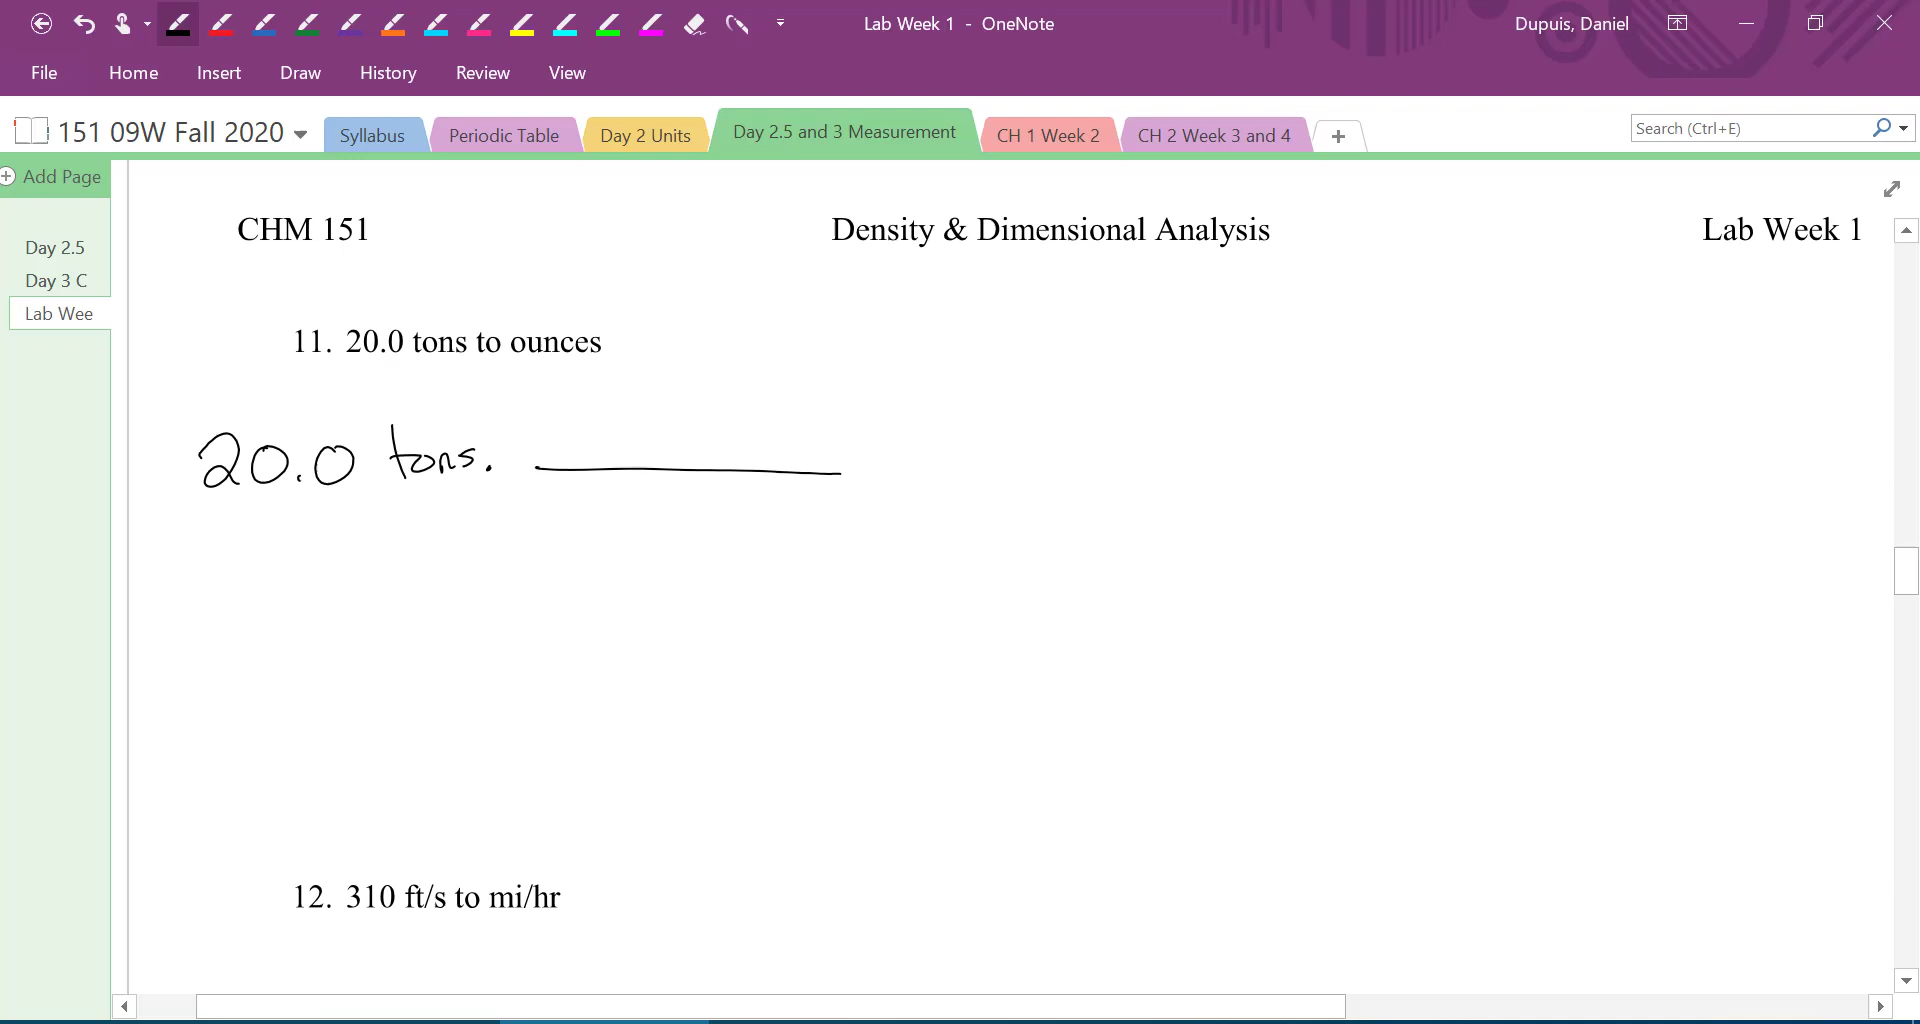 Lab Week 1 - OneNote
Dupuis, Daniel
File Home Insert Draw History Review View
151 09W Fall 2020
Syllabus
Periodic Table
Day 2 Units
Day 2.5 and 3 Measurement
CH 1 Week 2
CH 2 Week 3 and 4
+
Search (Ctrl+E)
Add Page
Day 2.5
Day 3 C
Lab Wee
CHM 151 Density & Dimensional Analysis Lab Week 1
11. 20.0 tons to ounces
20.0 tons.
12. 310 ft/s to mi/hr